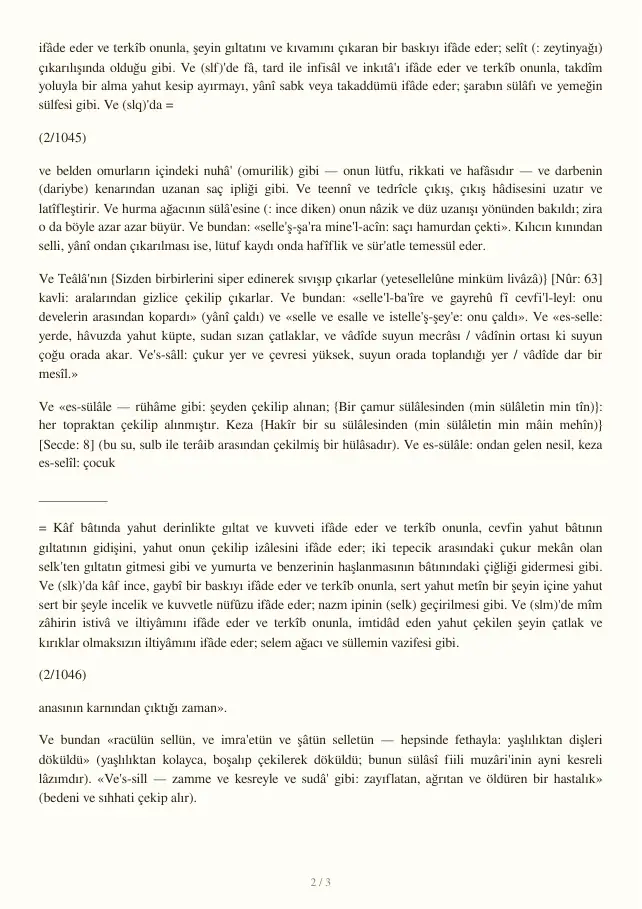 ifâde eder ve terkîb onunla, şeyin gıltatını ve kıvamını çıkaran bir baskıyı ifâde eder; selît (: zeytinyağı)
çıkarılışında olduğu gibi. Ve (slf)'de fâ, tard ile infisâl ve inkıtâ'ı ifâde eder ve terkîb onunla, takdîm
yoluyla bir alma yahut kesip ayırmayı, yânî sabk veya takaddümü ifâde eder; şarabın sülâfı ve yemeğin
sülfesi gibi. Ve (slq)'da =
(2/1045)
ve belden omurların içindeki nuhâ' (omurilik) gibi — onun lütfu, rikkati ve hafâsıdır — ve darbenin
(dariybe) kenarından uzanan saç ipliği gibi. Ve teennî ve tedrîcle çıkış, çıkış hâdisesini uzatır ve
latîfleştirir. Ve hurma ağacının sülâ'esine (: ince diken) onun nâzik ve düz uzanışı yönünden bakıldı; zira
o da böyle azar azar büyür. Ve bundan: «selle'ş-şa'ra mine'l-acîn: saçı hamurdan çekti». Kılıcın kınından
selli, yânî ondan çıkarılması ise, lütuf kaydı onda hafîflik ve sür'atle temessül eder.
Ve Teâlâ'nın {Sizden birbirlerini siper edinerek sıvışıp çıkarlar (yetesellelûne minküm livâzâ)} [Nûr: 63]
kavli: aralarından gizlice çekilip çıkarlar. Ve bundan: «selle'l-ba'îre ve gayrehû fî cevfi'l-leyl: onu
develerin arasından kopardı» (yânî çaldı) ve «selle ve esalle ve istelle'ş-şey'e: onu çaldı». Ve «es-selle:
yerde, hâvuzda yahut küpte, sudan sızan çatlaklar, ve vâdîde suyun mecrâsı / vâdînin ortası ki suyun
çoğu orada akar. Ve's-sâll: çukur yer ve çevresi yüksek, suyun orada toplandığı yer / vâdîde dar bir
mesîl.»
Ve «es-sülâle — rühâme gibi: şeyden çekilip alınan; {Bir çamur sülâlesinden (min sülâletin min tîn)}:
her topraktan çekilip alınmıştır. Keza {Hakîr bir su sülâlesinden (min sülâletin min mâin mehîn)}
[Secde: 8] (bu su, sulb ile terâib arasından çekilmiş bir hülâsadır). Ve es-sülâle: ondan gelen nesil, keza
es-selîl: çocuk
= Kâf bâtında yahut derinlikte gıltat ve kuvveti ifâde eder ve terkîb onunla, cevfin yahut bâtının
gıltatının gidişini, yahut onun çekilip izâlesini ifâde eder; iki tepecik arasındaki çukur mekân olan
selk'ten gıltatın gitmesi gibi ve yumurta ve benzerinin haşlanmasının bâtınındaki çiğliği gidermesi gibi.
Ve (slk)'da kâf ince, gaybî bir baskıyı ifâde eder ve terkîb onunla, sert yahut metîn bir şeyin içine yahut
sert bir şeyle incelik ve kuvvetle nüfûzu ifâde eder; nazm ipinin (selk) geçirilmesi gibi. Ve (slm)'de mîm
zâhirin istivâ ve iltiyâmını ifâde eder ve terkîb onunla, imtidâd eden yahut çekilen şeyin çatlak ve
kırıklar olmaksızın iltiyâmını ifâde eder; selem ağacı ve süllemin vazifesi gibi.
(2/1046)
anasının karnından çıktığı zaman».
Ve bundan «racülün sellün, ve imra'etün ve şâtün selletün — hepsinde fethayla: yaşlılıktan dişleri
döküldü» (yaşlılıktan kolayca, boşalıp çekilerek döküldü; bunun sülâsî fiili muzâri'inin ayni kesreli
lâzımdır). «Ve's-sill — zamme ve kesreyle ve sudâ' gibi: zayıflatan, ağrıtan ve öldüren bir hastalık»
(bedeni ve sıhhati çekip alır).
2 / 3